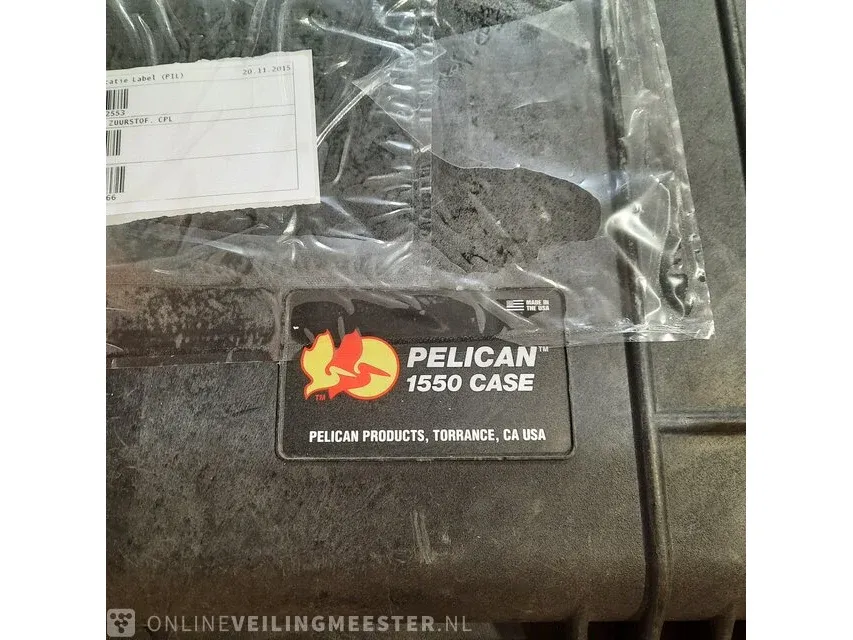 catie Label (PIL) 20.11.2015
2553
ZUURSTOF, CPL
66
MADE IN
THE USA
PELICAN™
1550 CASE
TM
PELICAN PRODUCTS, TORRANCE, CA USA
ONLINEVEILINGMEESTER.NL